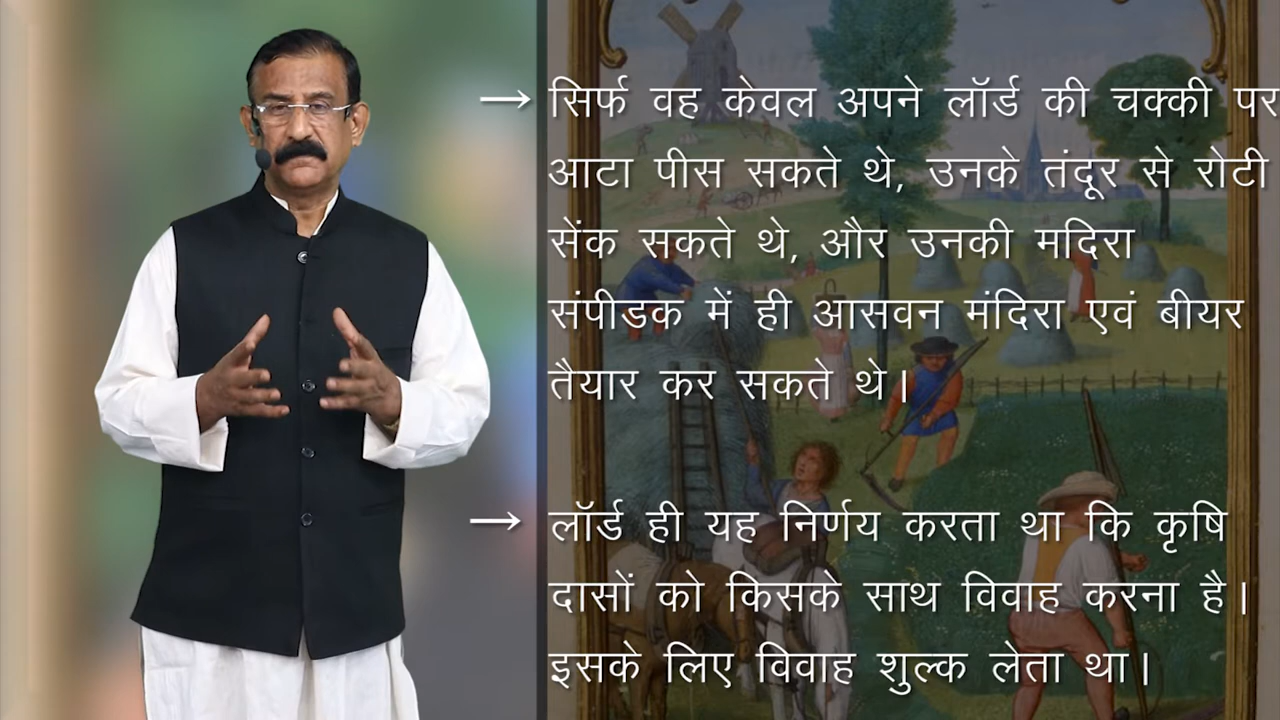 → सिर्फ वह केवल अपने लॉर्ड की चक्की पर
आटा पीस सकते थे, उनके तंदूर से रोटी
सेंक सकते थे, और उनकी मदिरा
संपीडक में ही आसवन मंदिरा एवं बीयर
तैयार कर सकते थे।
→ लॉर्ड ही यह निर्णय करता था कि कृषि
दासों को किसके साथ विवाह करना है।
इसके लिए विवाह शुल्क लेता था।